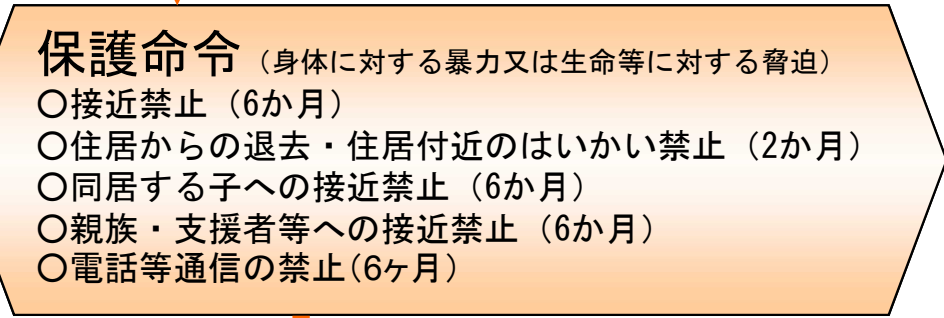 保護命令（身体に対する暴力又は生命等に対する脅迫）
○接近禁止（6か月）
○住居からの退去・住居付近のはいかい禁止（2か月）
○同居する子への接近禁止（6か月）
○親族・支援者等への接近禁止（6か月）
○電話等通信の禁止(6ヶ月)